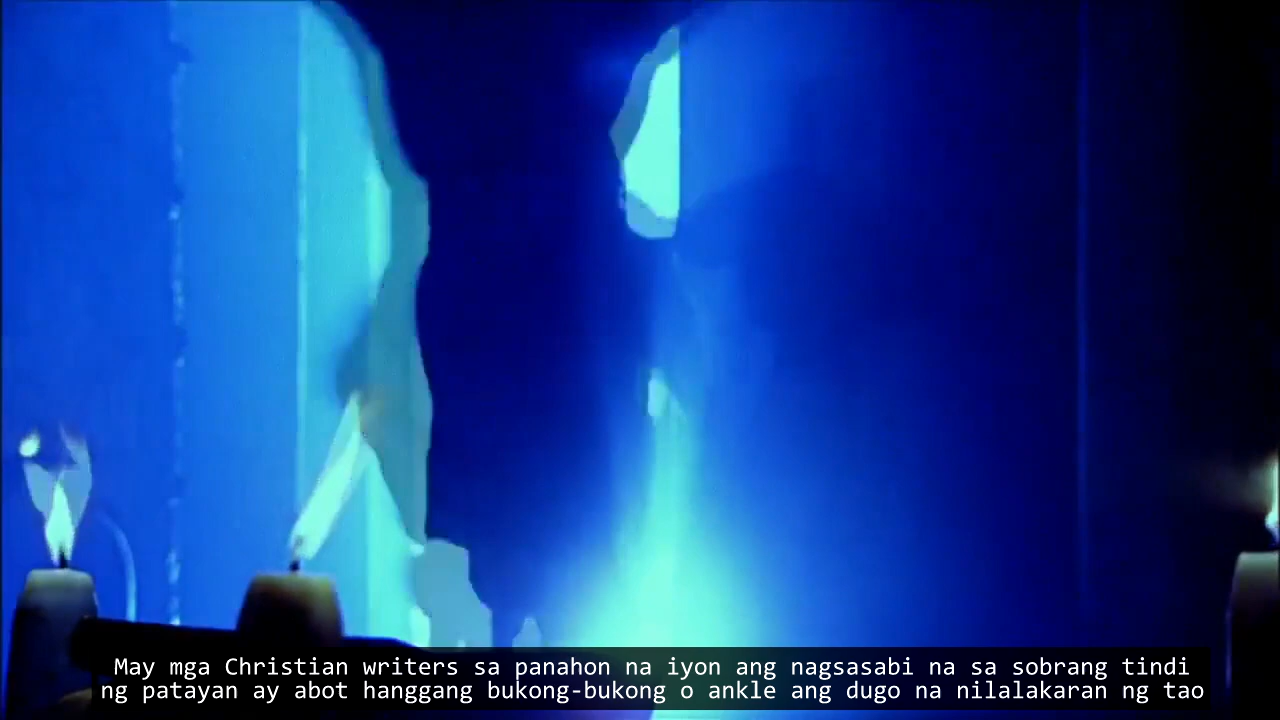 May mga Christian writers sa panahon na iyon ang nagsasabi na sa sobrang tindi
ng patayan ay abot hanggang bukong-bukong o ankle ang dugo na nilalakaran ng tao